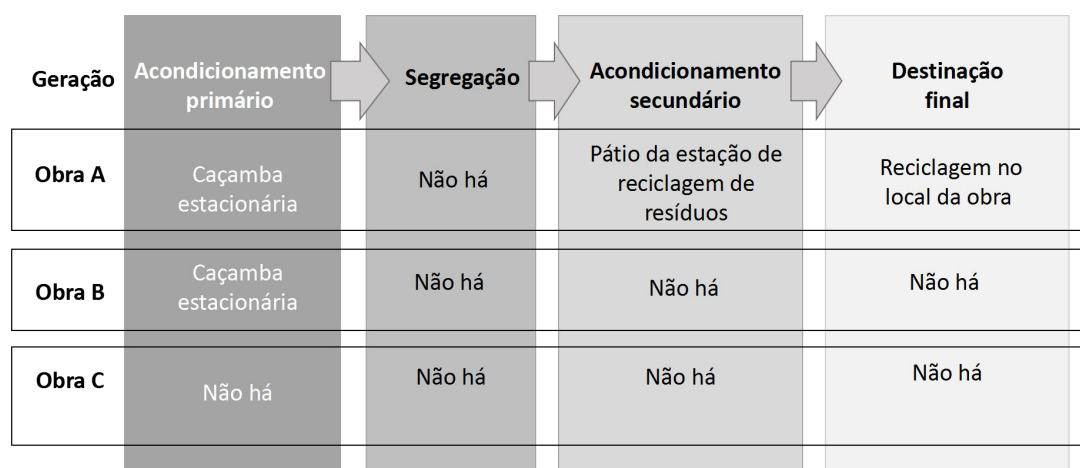 Geração
Acondicionamento
primário
Segregação
Acondicionamento
secundário
Destinação
final
Obra A
Caçamba
estacionária
Não há
Pátio da estação de
reciclagem de
resíduos
Reciclagem no
local da obra
Obra B
Caçamba
estacionária
Não há
Não há
Não há
Obra C
Não há
Não há
Não há
Não há